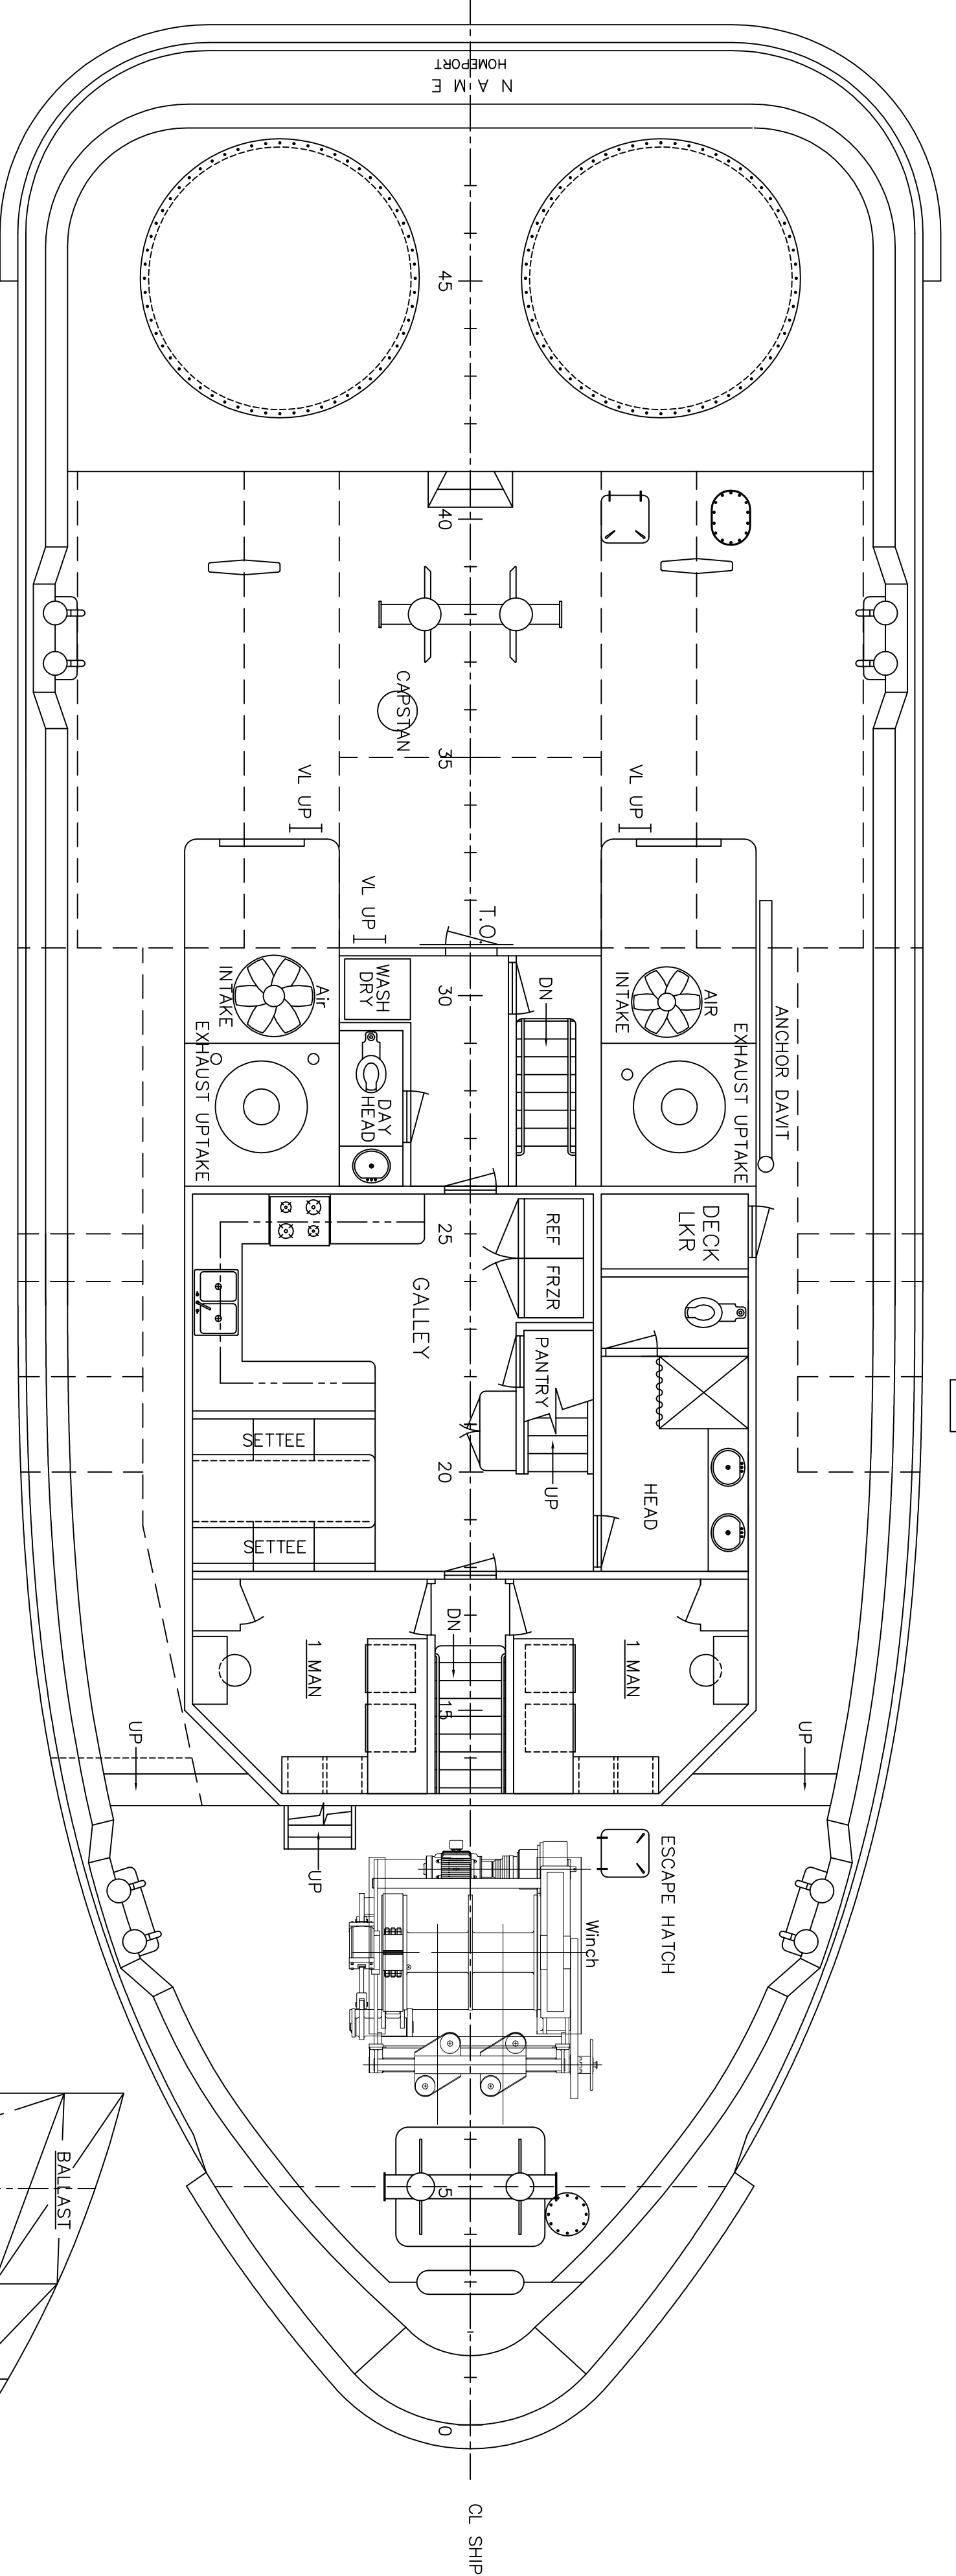 HOMEPORT
NAME
45
40
CAPSTAN
35
VL UP
VL UP
VL UP
T.O.
WASH
DRY
30
DN
Air
INTAKE
AIR
INTAKE
ANCHOR DAVIT
EXHAUST UPTAKE
EXHAUST UPTAKE
DAY
HEAD
25
REF
FRZR
DECK
LKR
GALLEY
PANTRY
SETTEE
20
UP
HEAD
SETTEE
DN
1 MAN
1 MAN
15
UP
UP
UP
ESCAPE HATCH
Winch
BALLAST
5
0
CL SHIP